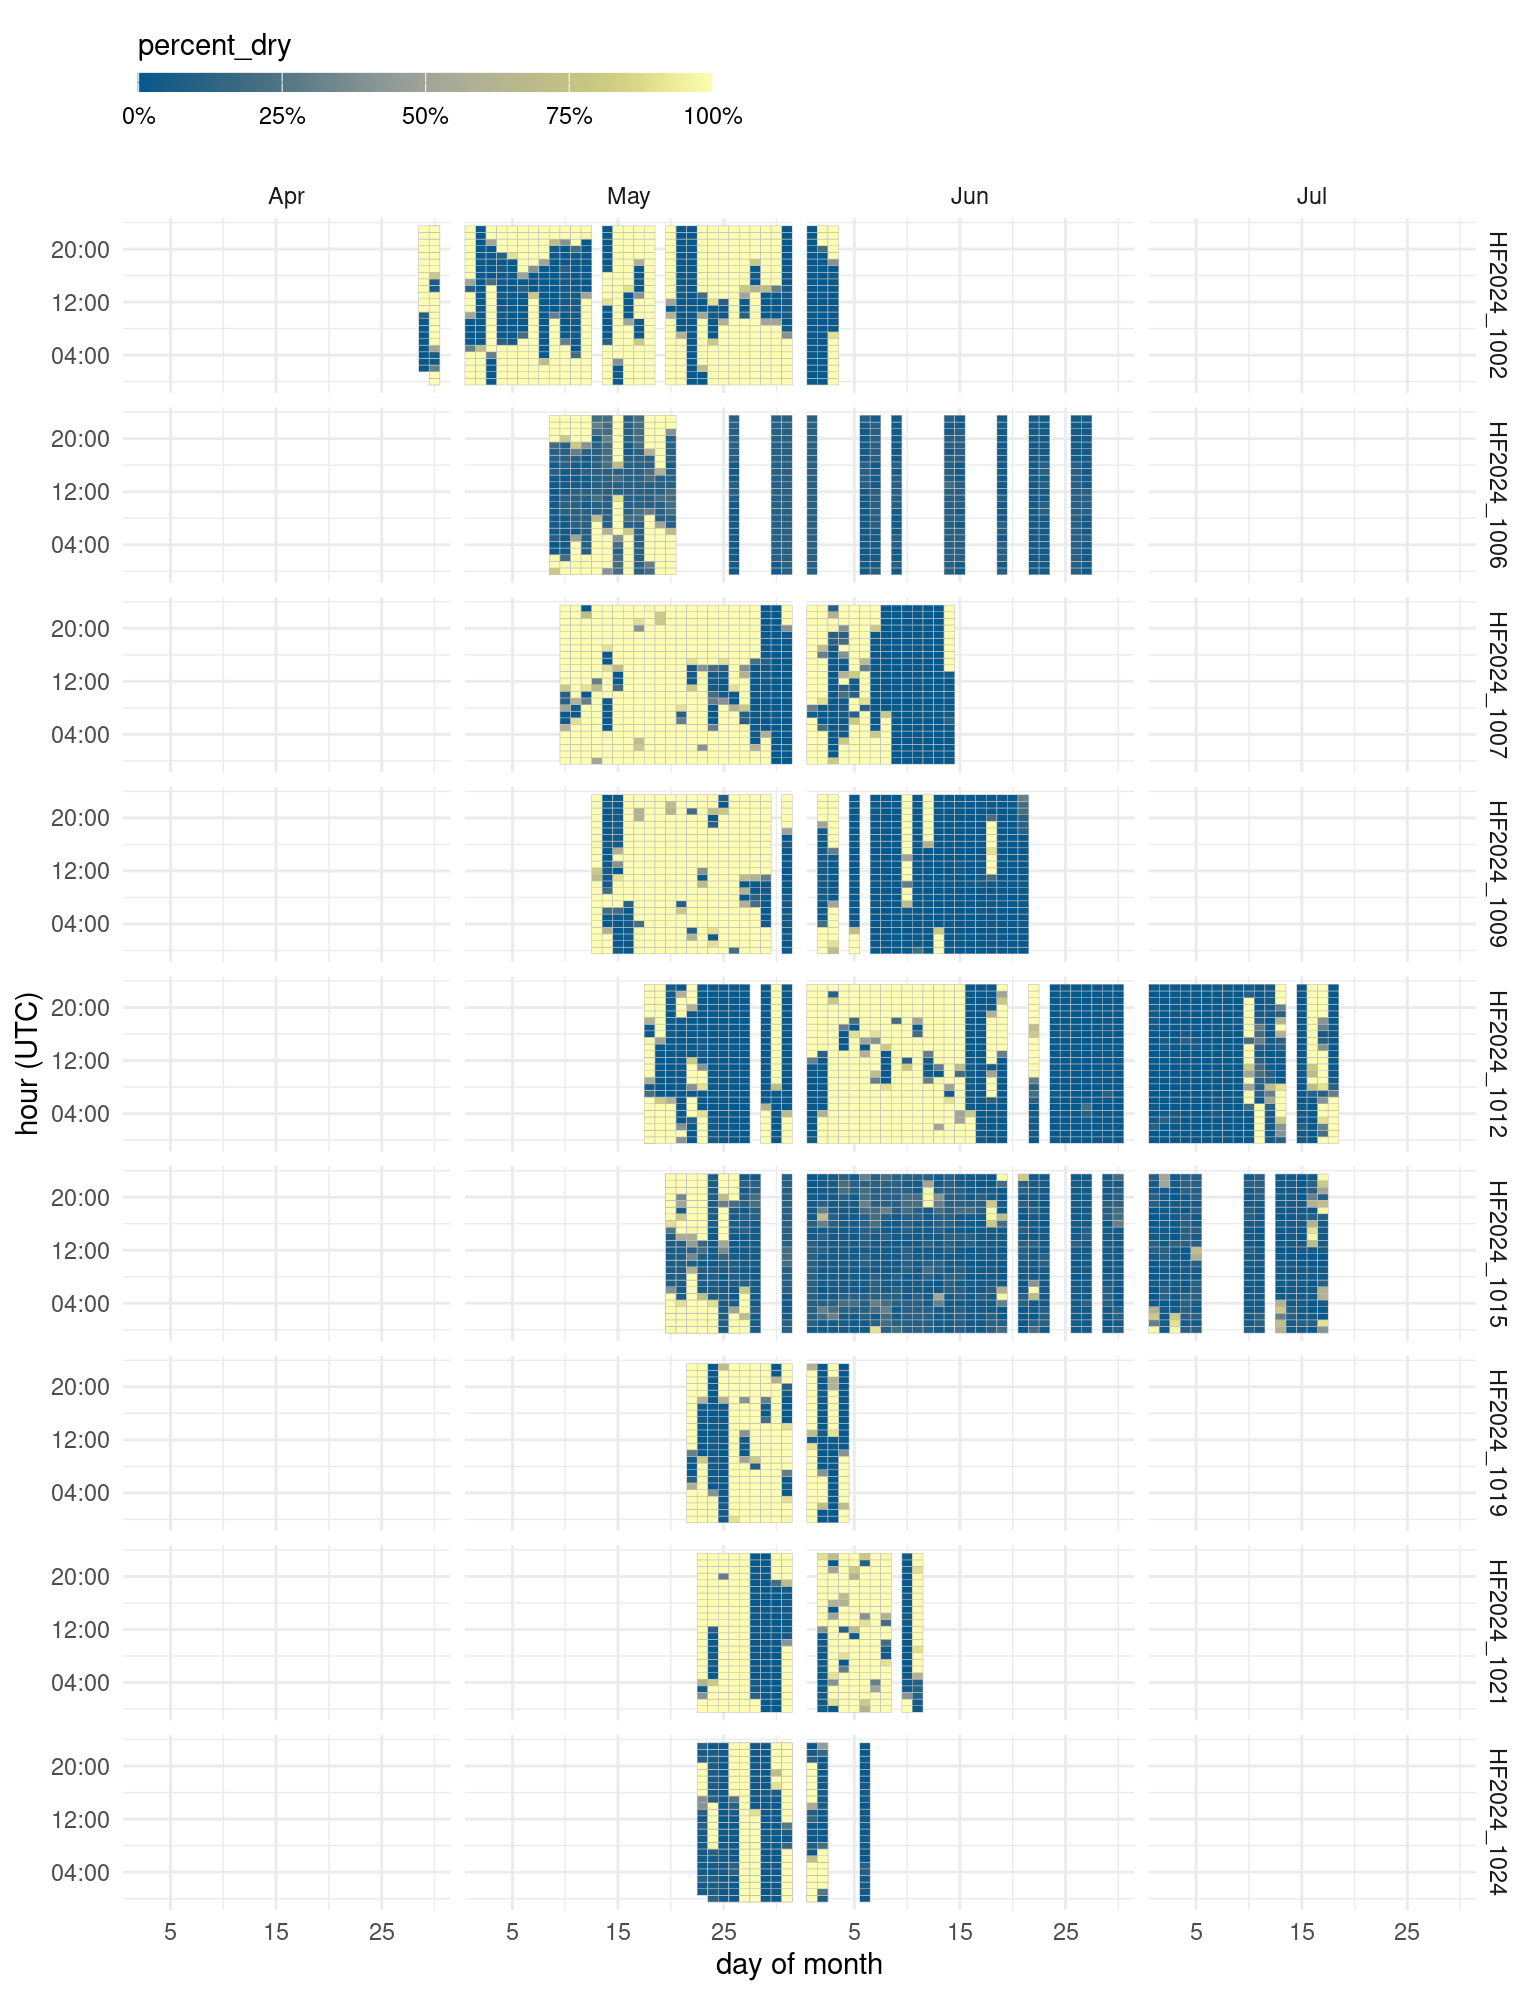 percent_dry
0% 25% 50% 75% 100%
Apr May Jun Jul
20:00
12:00
04:00
HF2024_1002
20:00
12:00
04:00
HF2024_1006
20:00
12:00
04:00
HF2024_1007
20:00
12:00
04:00
HF2024_1009
hour (UTC)
20:00
12:00
04:00
HF2024_1012
20:00
12:00
04:00
HF2024_1015
20:00
12:00
04:00
HF2024_1019
20:00
12:00
04:00
HF2024_1021
20:00
12:00
04:00
HF2024_1024
5 15 25 5 15 25 5 15 25 5 15 25
day of month